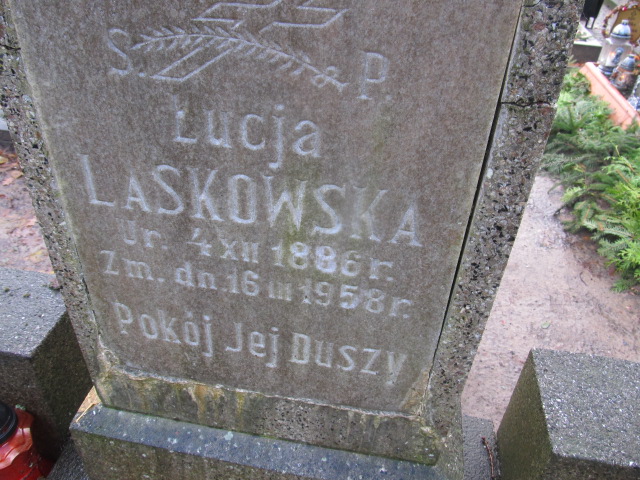 Ś. P.
Łucja
LASKOWSKA
Ur. 4 XII 1886 r.
Zm. dn 16 III 1958 r.
Pokój Jej Duszy